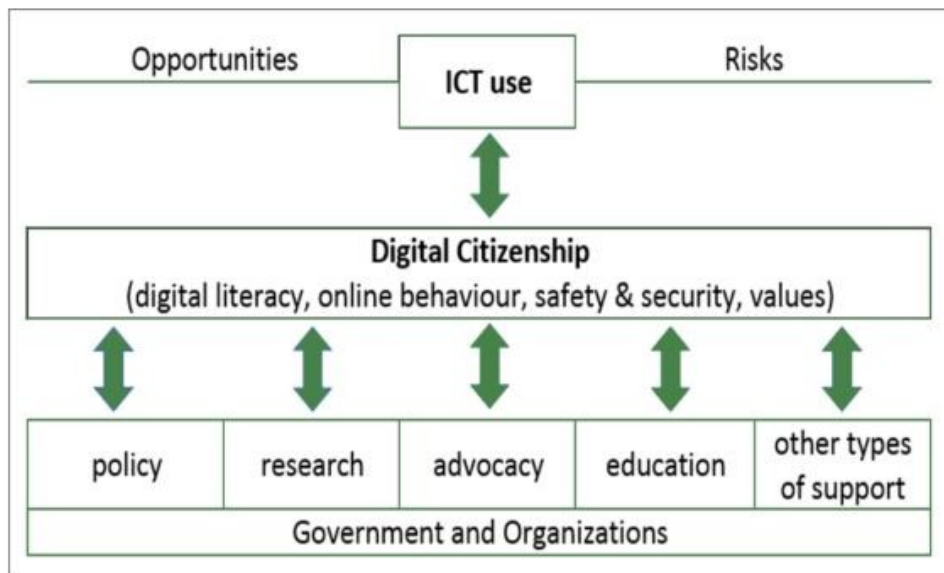 Opportunities
ICT use
Risks
Digital Citizenship
(digital literacy, online behaviour, safety & security, values)
policy
research
advocacy
education
other types
of support
Government and Organizations